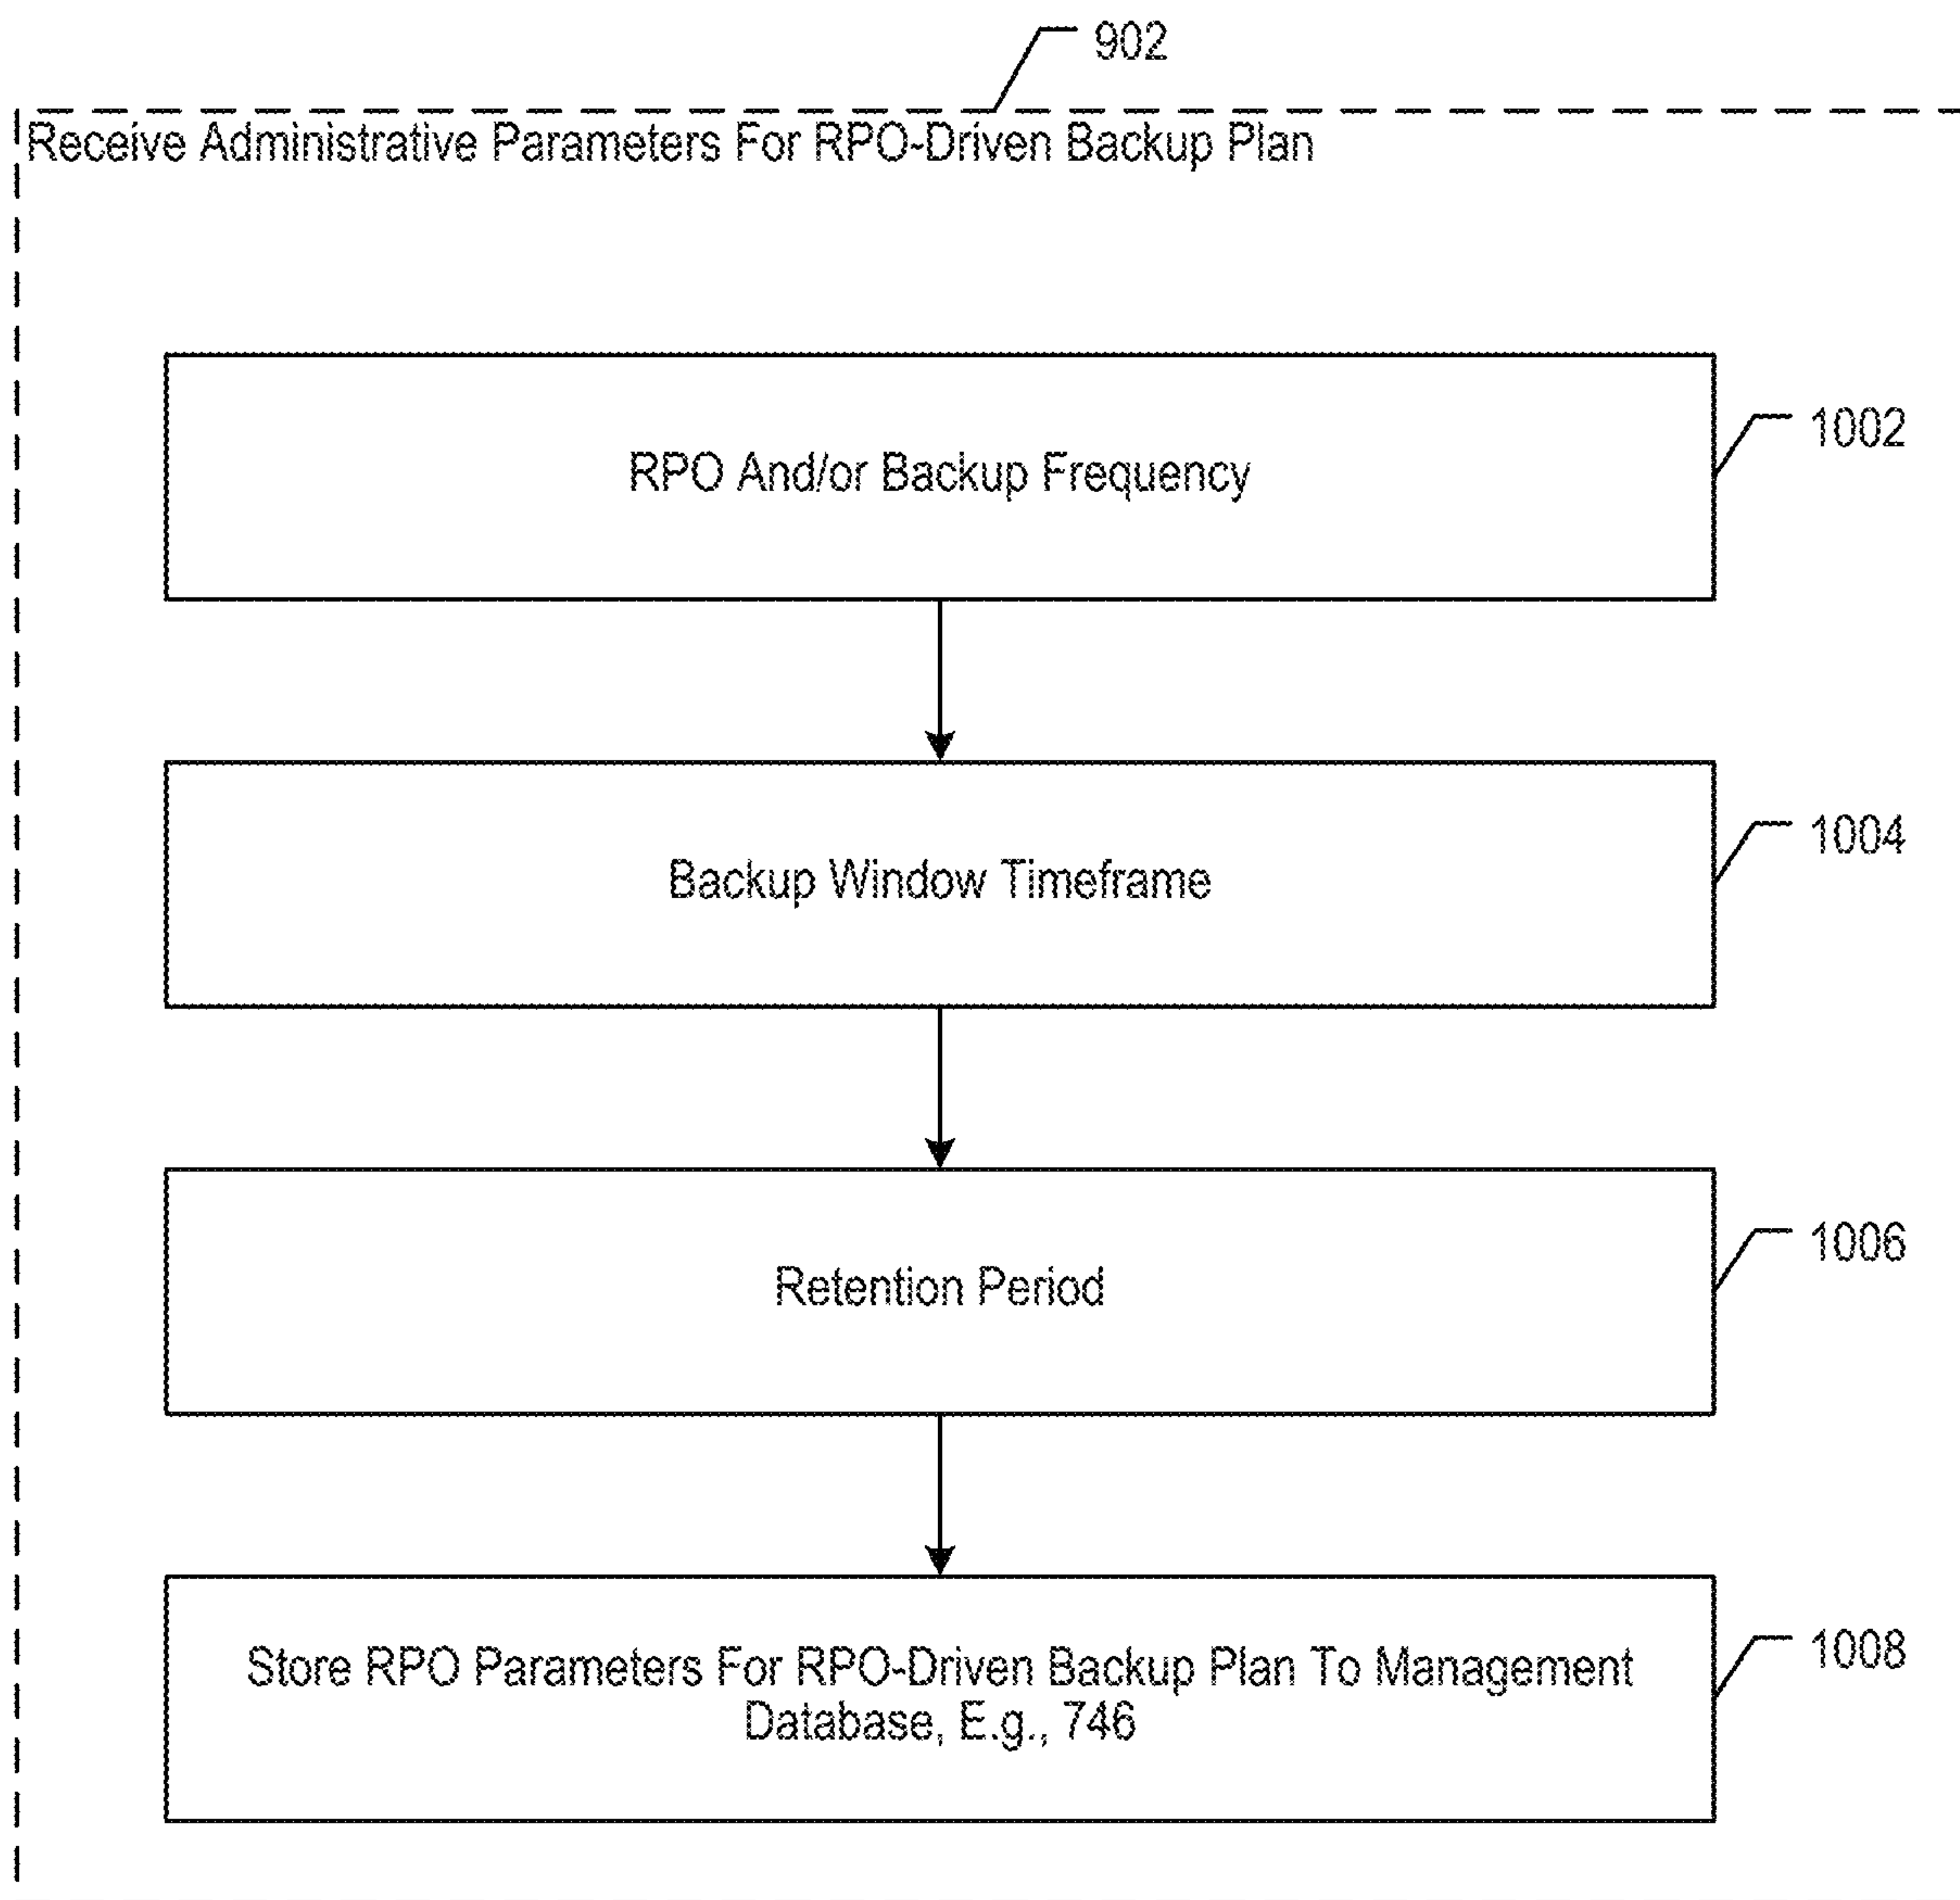 902
Receive Administrative Parameters For RPO-Driven Backup Plan
RPO And/or Backup Frequency
1002
Backup Window Timeframe
1004
Retention Period
1006
Store RPO Parameters For RPO-Driven Backup Plan To Management
Database, E.g., 746
1008